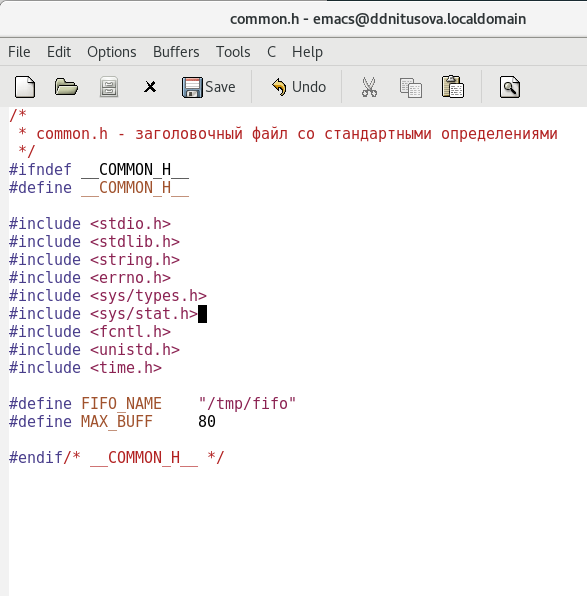 common.h - emacs@ddnitusova.localdomain
File Edit Options Buffers Tools C Help
Save Undo
/*
 * common.h - заголовочный файл со стандартными определениями
 */
#ifndef __COMMON_H__
#define __COMMON_H__

#include <stdio.h>
#include <stdlib.h>
#include <string.h>
#include <errno.h>
#include <sys/types.h>
#include <sys/stat.h>
#include <fcntl.h>
#include <unistd.h>
#include <time.h>

#define FIFO_NAME    "/tmp/fifo"
#define MAX_BUFF     80

#endif/* __COMMON_H__ */